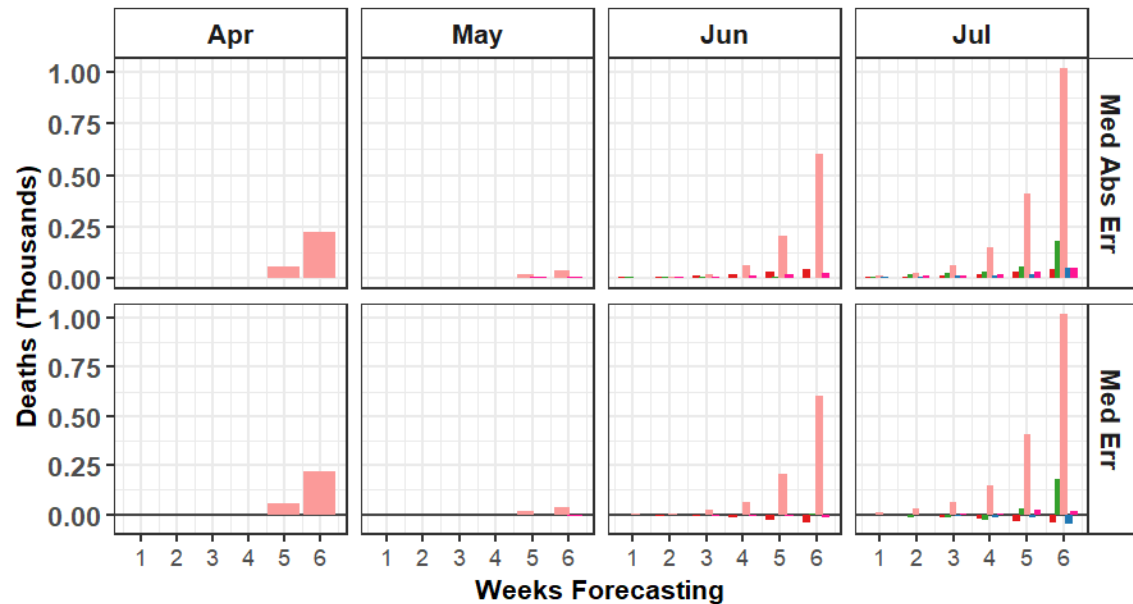 Apr May Jun Jul
1.00
0.75
0.50
0.25
0.00
Med Abs Err
1.00
0.75
0.50
0.25
0.00
Med Err
Deaths (Thousands)
1 2 3 4 5 6 1 2 3 4 5 6 1 2 3 4 5 6 1 2 3 4 5 6
Weeks Forecasting